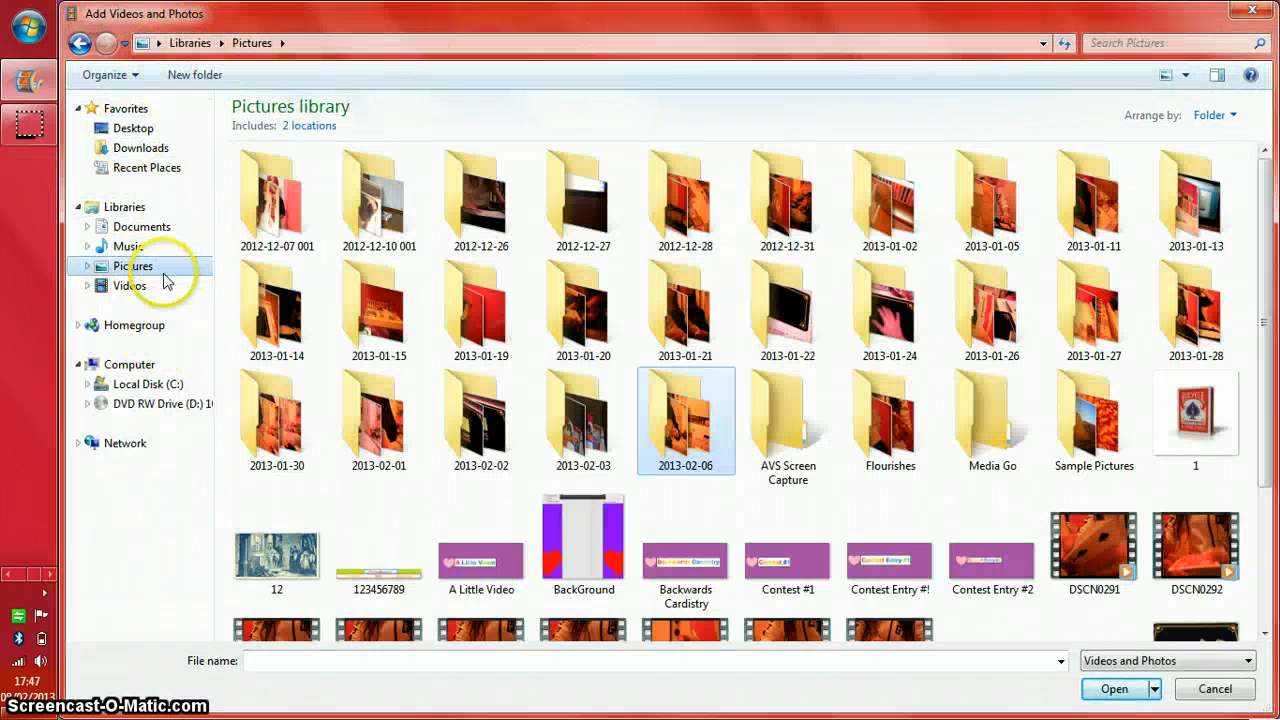 Add Videos and Photos
Libraries
Pictures
Search Pictures
Organize
New folder
Favorites
Desktop
Downloads
Recent Places
Libraries
Documents
Music
Pictures
Videos
Homegroup
Computer
Local Disk (C:)
DVD RW Drive (D:)
Network
Pictures library
Includes: 2 locations
Arrange by: Folder
2012-12-07 001
2012-12-10 001
2012-12-26
2012-12-27
2012-12-28
2012-12-31
2013-01-02
2013-01-05
2013-01-11
2013-01-13
2013-01-14
2013-01-15
2013-01-19
2013-01-20
2013-01-21
2013-01-22
2013-01-24
2013-01-26
2013-01-27
2013-01-28
2013-01-30
2013-02-01
2013-02-02
2013-02-03
2013-02-06
AVS Screen
Capture
Flourishes
Media Go
Sample Pictures
BICYCLE
1
12
123456789
A Little Video
BackGround
Backwards
Cardistry
Contest #1
Contest Entry #!
Contest Entry #2
DSCN0291
DSCN0292
File name:
Videos and Photos
Open
Cancel
17:47
08/02/2013
Screencast-O-Matic.com